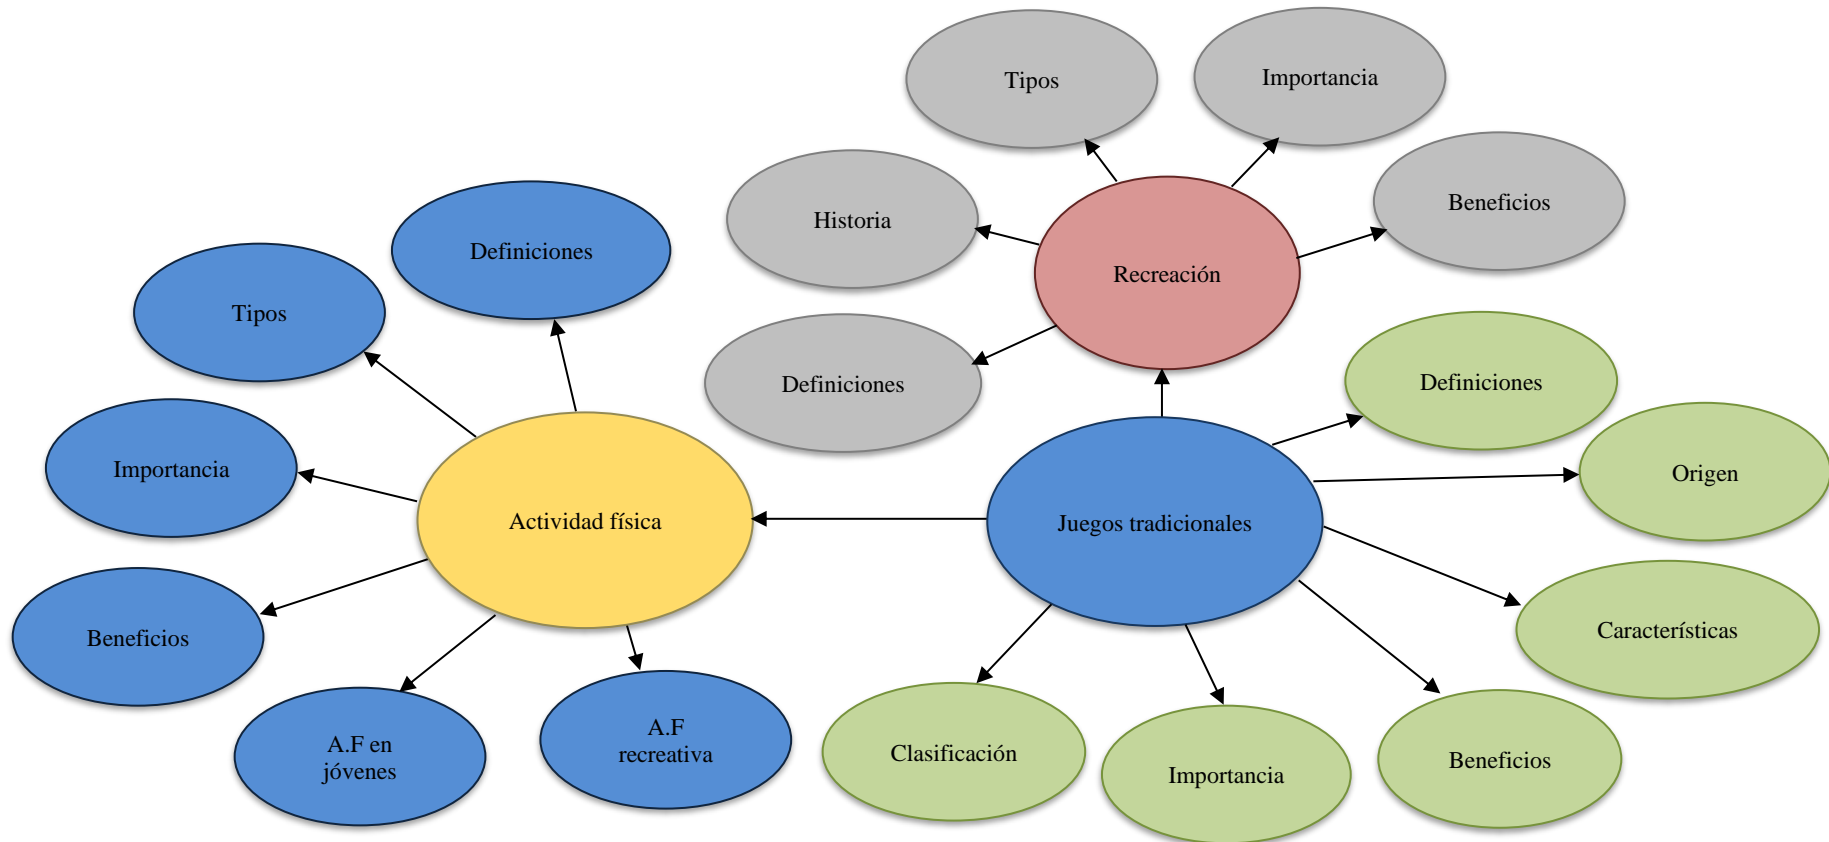 Tipos
Importancia
Historia
Beneficios
Recreación
Definiciones
Definiciones
Tipos
Importancia
Actividad física
Beneficios
A.F en
jóvenes
A.F
recreativa
Juegos tradicionales
Definiciones
Origen
Características
Beneficios
Importancia
Clasificación